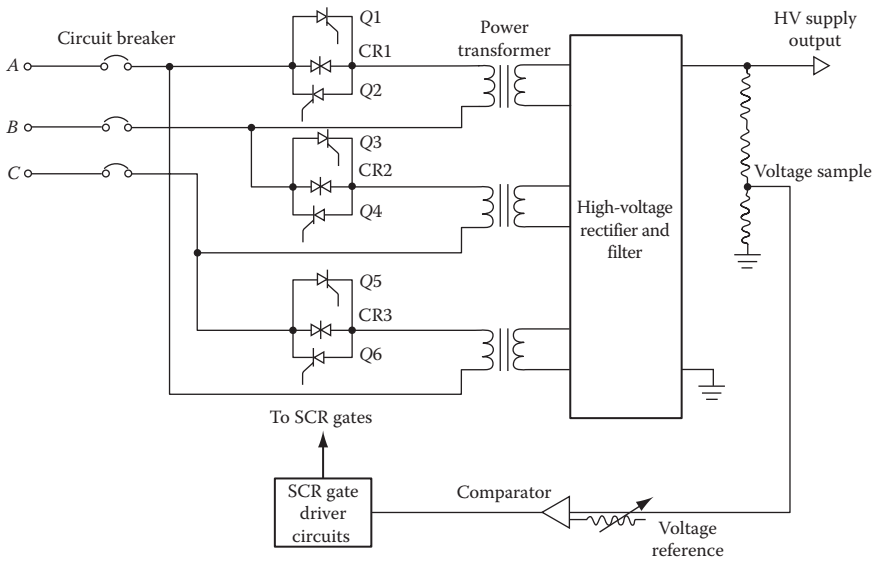 HV supply
output
Circuit breaker
Power
transformer
Q1
CR1
Q2
A
B
C
Q3
CR2
Q4
Voltage sample
High-voltage
rectifier and
filter
Q5
CR3
Q6
To SCR gates
SCR gate
driver
circuits
Comparator
Voltage
reference